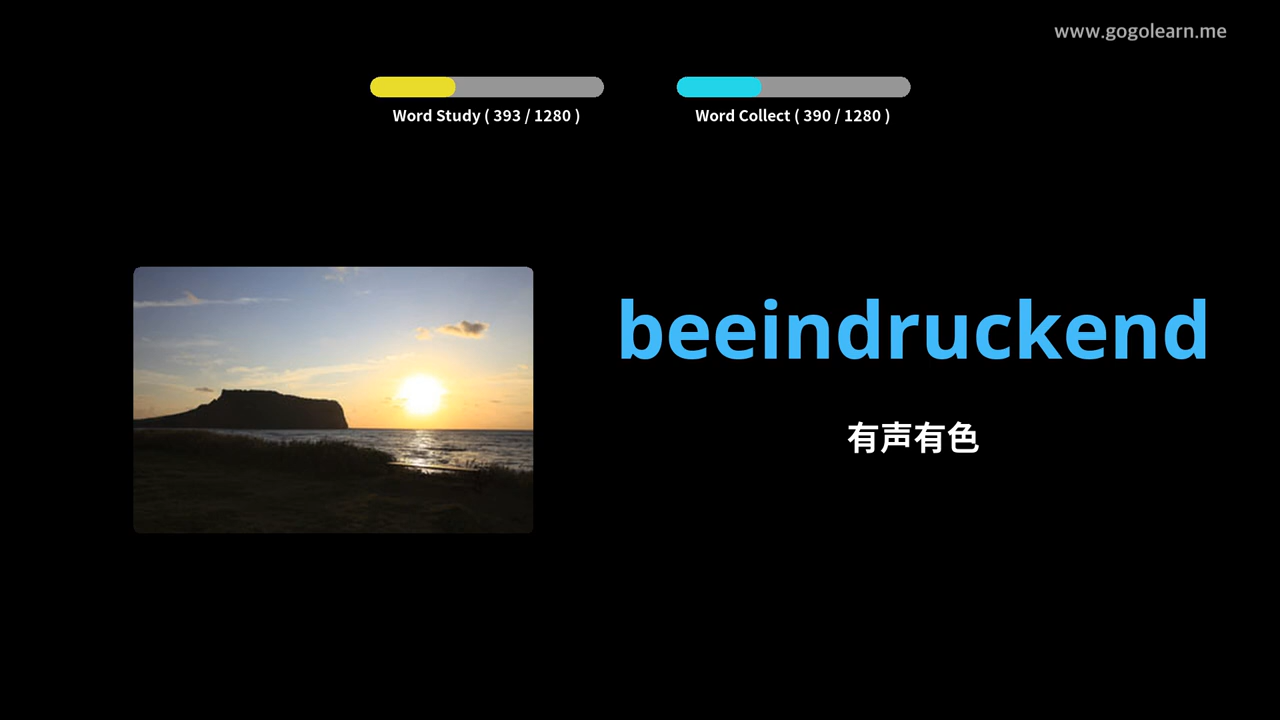 www.gogolearn.me
Word Study ( 393 / 1280 )
Word Collect ( 390 / 1280 )
beeindruckend
有声有色